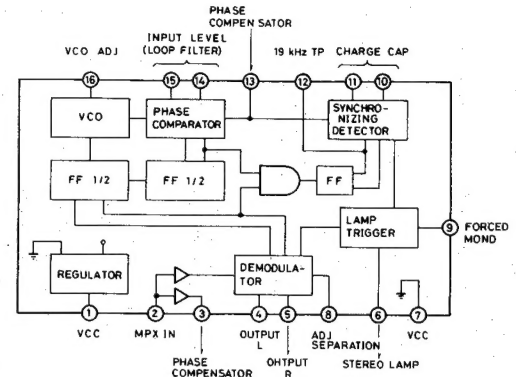 PHASE
COMPENSATOR
INPUT LEVEL
(LOOP FILTER)
VCO ADJ
19 kHz TP
CHARGE CAP
16
15
14
13
12
11
10
VCO
PHASE
COMPARATOR
SYNCHRO-
NIZING
DETECTOR
FF 1/2
FF 1/2
FF
LAMP
TRIGGER
9
FORCED
MOND
REGULATOR
DEMODULA-
TOR
1
2
3
4
5
8
6
7
VCC
MPX IN
OUTPUT
L
ADJ
SEPARATION
VCC
PHASE
COMPENSATOR
OHTPUT
R
STEREO LAMP